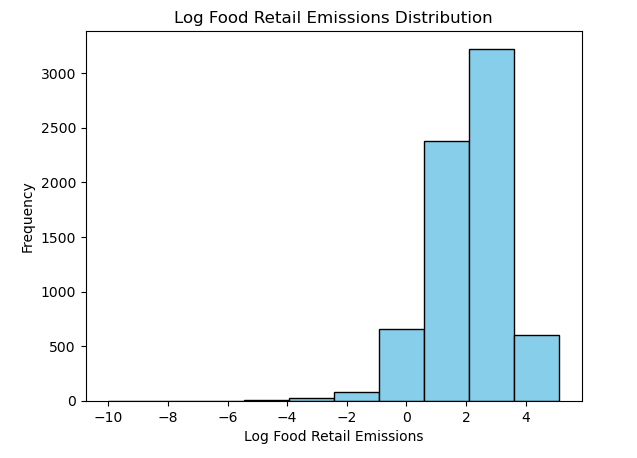 Log Food Retail Emissions Distribution
3000
2500
2000
1500
1000
500
0
Frequency
−10 −8 −6 −4 −2 0 2 4
Log Food Retail Emissions